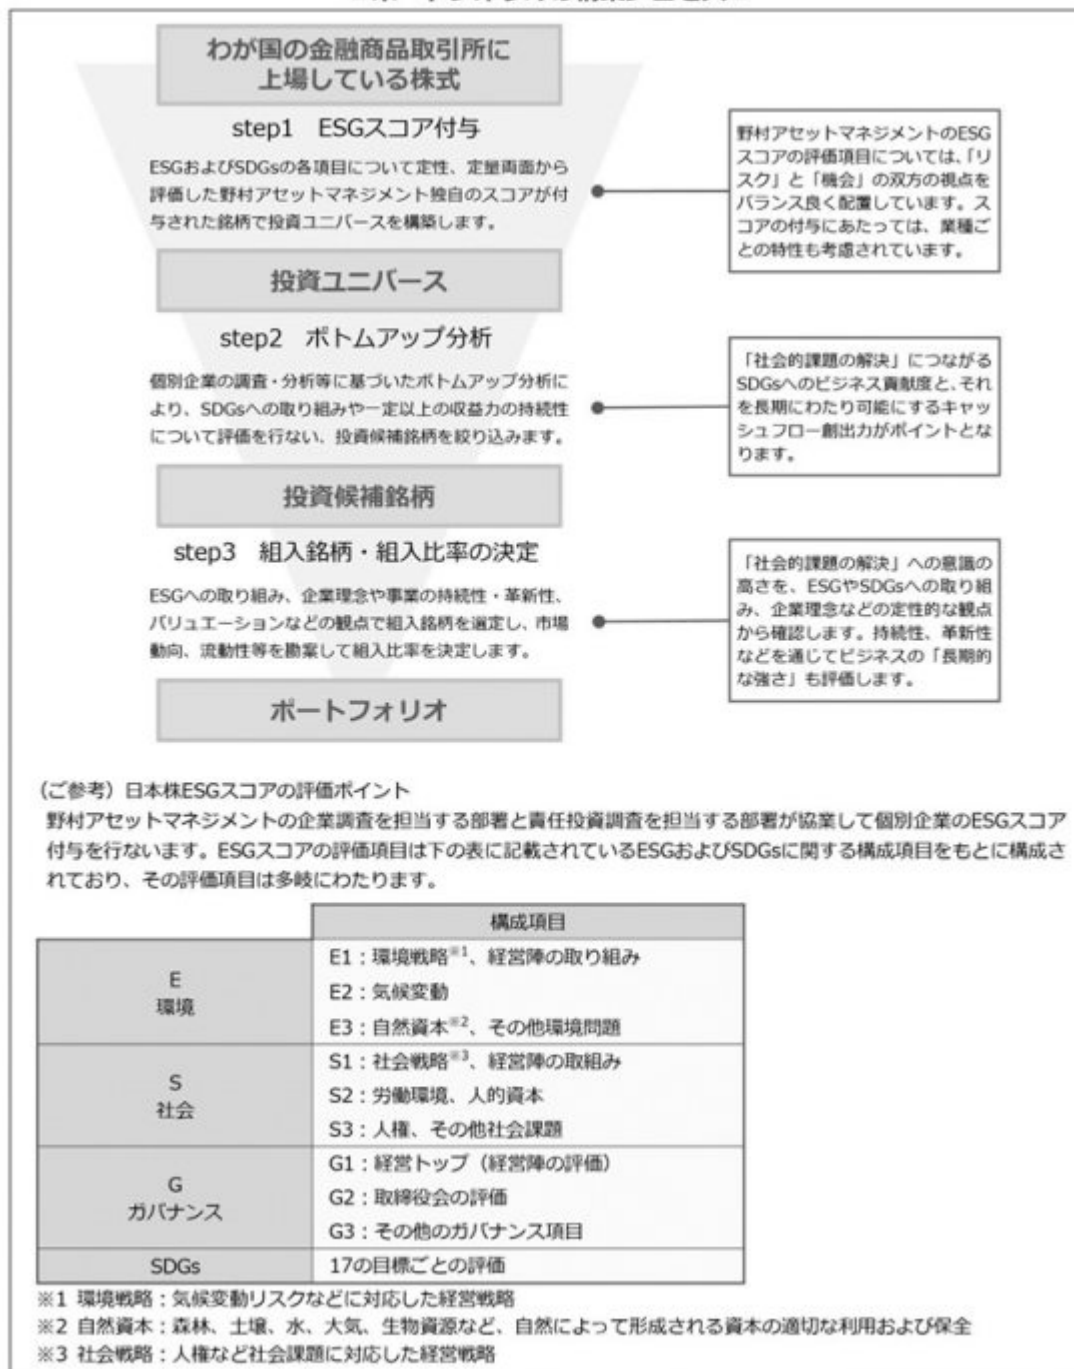 わが国の金融商品取引所に
上場している株式
step1 ESGスコア付与
ESGおよびSDGsの各項目について定性、定量両面から
評価した野村アセットマネジメント独自のスコアが付
与された銘柄で投資ユニバースを構築します。
野村アセットマネジメントのESG
スコアの評価項目については、「リ
スク」と「機会」の双方の視点を
バランス良く配置しています。ス
コアの付与にあたっては、業種ご
との特性も考慮されています。
投資ユニバース
step2 ボトムアップ分析
個別企業の調査・分析等に基づいたボトムアップ分析に
より、SDGsへの取り組みや一定以上の収益力の持続性
について評価を行ない、投資候補銘柄を絞り込みます。
「社会的課題の解決」につながる
SDGsへのビジネス貢献度と、それ
を長期にわたり可能にするキャッ
シュフロー創出力がポイントとな
ります。
投資候補銘柄
step3 組入銘柄・組入比率の決定
ESGへの取り組み、企業理念や事業の持続性・革新性、
バリュエーションなどの観点で組入銘柄を選定し、市場
動向、流動性等を勘案して組入比率を決定します。
「社会的課題の解決」への意識の
高さを、ESGやSDGsへの取り組
み、企業理念などの定性的な観点
から確認します。持続性、革新性
などを通じてビジネスの「長期的
な強さ」も評価します。
ポートフォリオ
(ご参考)日本株ESGスコアの評価ポイント
野村アセットマネジメントの企業調査を担当する部署と責任投資調査を担当する部署が協業して個別企業のESGスコア
付与を行ないます。ESGスコアの評価項目は下の表に記載されているESGおよびSDGsに関する構成項目をもとに構成さ
れており、その評価項目は多岐にわたります。
構成項目
E
環境
E1:環境戦略※1、経営陣の取り組み
E2:気候変動
E3:自然資本※2、その他環境問題
S
社会
S1:社会戦略※3、経営陣の取組み
S2:労働環境、人的資本
S3:人権、その他社会課題
G
ガバナンス
G1:経営トップ(経営陣の評価)
G2:取締役会の評価
G3:その他のガバナンス項目
SDGs 17の目標ごとの評価
※1 環境戦略:気候変動リスクなどに対応した経営戦略
※2 自然資本:森林、土壌、水、大気、生物資源など、自然によって形成される資本の適切な利用および保全
※3 社会戦略:人権など社会課題に対応した経営戦略